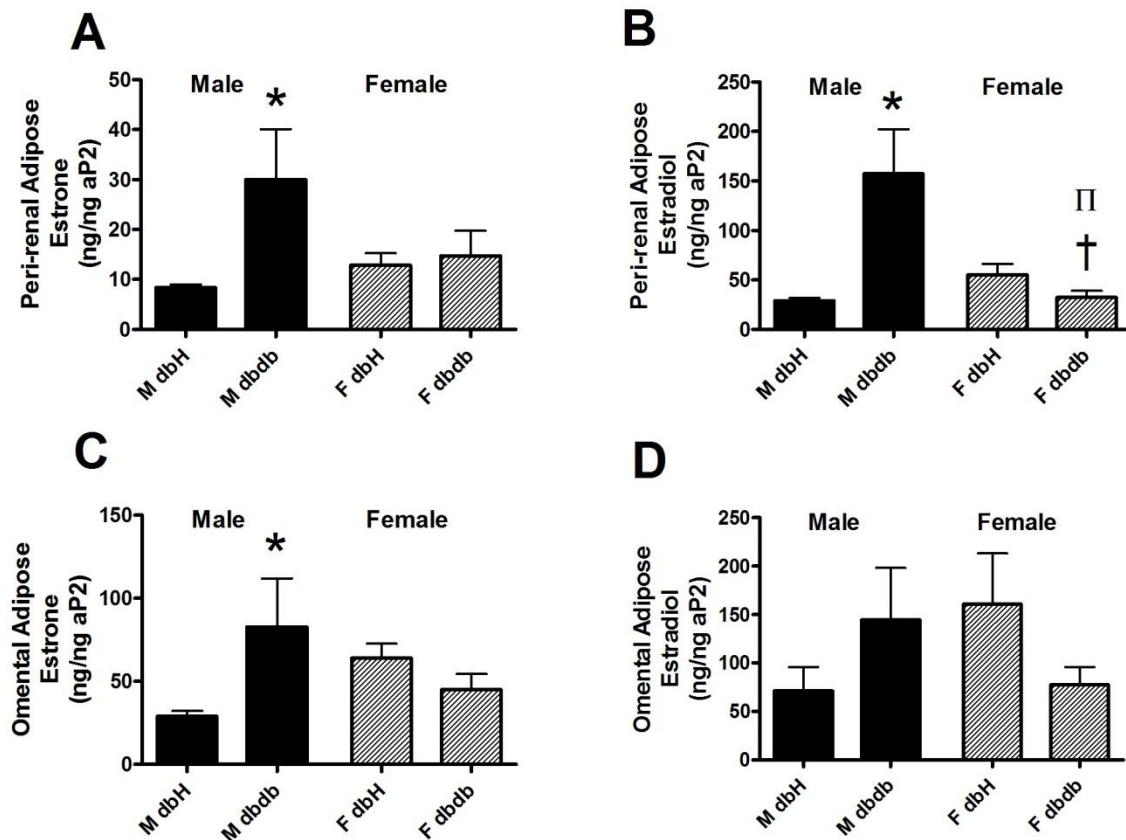 A
Peri-renal Adipose
Estrone
(ng/ng aP2)
50
40
30
20
10
0
Male
Female
*
M dbH
M dbdb
F dbH
F dbdb
B
Peri-renal Adipose
Estradiol
(ng/ng aP2)
250
200
150
100
50
0
Male
Female
*
Π
†
M dbH
M dbdb
F dbH
F dbdb
C
Omental Adipose
Estrone
(ng/ng aP2)
150
100
50
0
Male
Female
*
M dbH
M dbdb
F dbH
F dbdb
D
Omental Adipose
Estradiol
(ng/ng aP2)
250
200
150
100
50
0
Male
Female
M dbH
M dbdb
F dbH
F dbdb